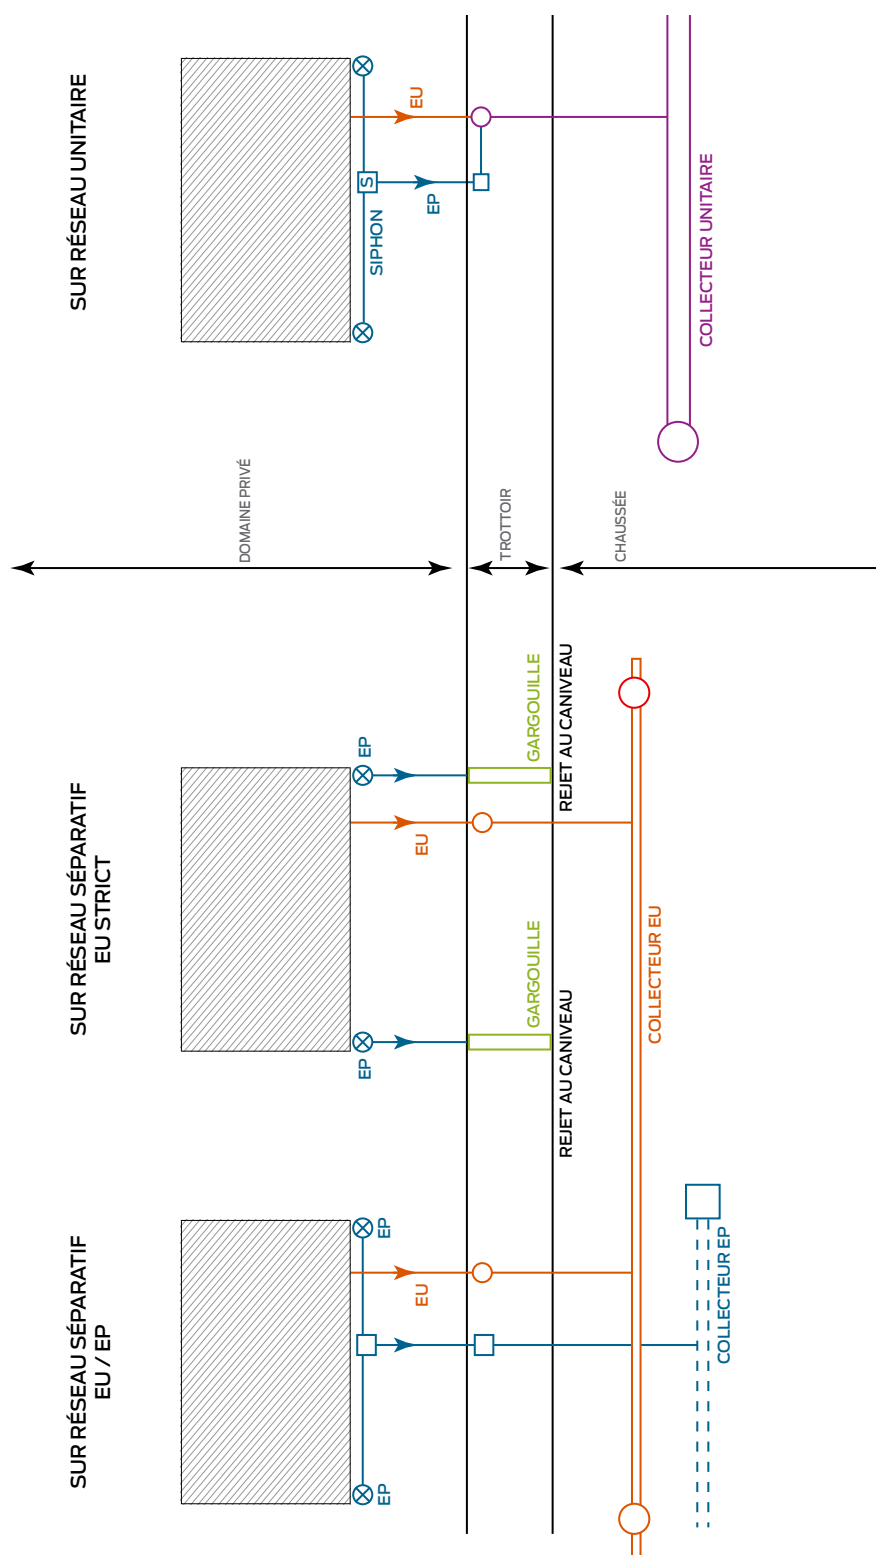 SUR RÉSEAU SÉPARATIF
EU / EP
EP
EP
EU
COLLECTEUR EP
SUR RÉSEAU SÉPARATIF
EU STRICT
EP
EP
EU
GARGOUILLE
GARGOUILLE
REJET AU CANIVEAU
REJET AU CANIVEAU
COLLECTEUR EU
DOMAINE PRIVÉ
TROTTOIR
CHAUSSÉE
SUR RÉSEAU UNITAIRE
S
SIPHON
EU
EP
COLLECTEUR UNITAIRE